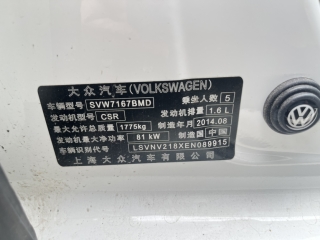 大众汽车(VOLKSWAGEN)
车辆型号 SVW7167BMD 乘坐人数 5
发动机型号 CSR 发动机排量 1.6 L
最大允许总质量 1775kg 制造年月 2014.08
发动机最大净功率 81 kW 制造国 中国
车辆识别代号 LSVNV218XEN089915
上海大众汽车有限公司